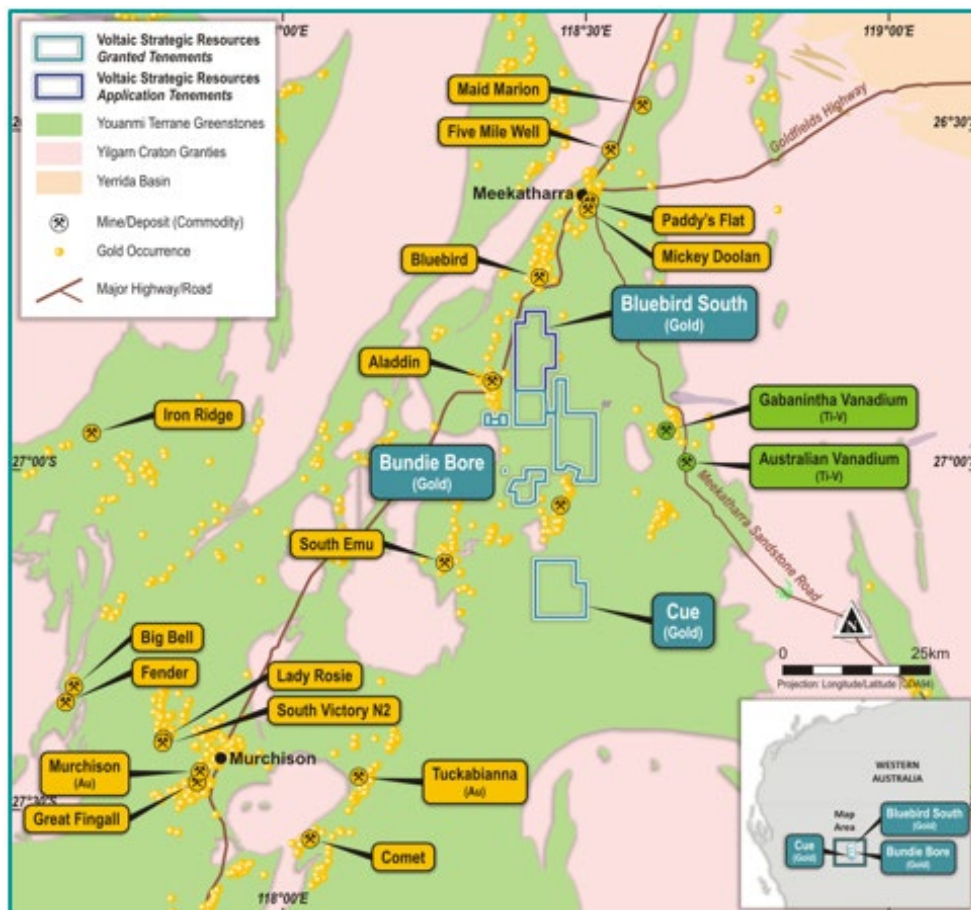 118°30'E
119°00'E
Voltaic Strategic Resources
Granted Tenements
Voltaic Strategic Resources
Application Tenements
Youanmi Terrane Greenstones
Yilgarn Craton Granties
Yerrida Basin
Mine/Deposit (Commodity)
Gold Occurrence
Major Highway/Road
Maid Marion
Five Mile Well
Goldfields Highway
26°30'S
Meekatharra
Paddy's Flat
Mickey Doolan
Bluebird
Bluebird South
(Gold)
Aladdin
Iron Ridge
Gabanintha Vanadium
(Ti-V)
27°00'S
Bundie Bore
(Gold)
Australian Vanadium
(Ti-V)
27°00'S
Meekatharra Sandstone Road
South Emu
Cue
(Gold)
N
Big Bell
Fender
Lady Rosie
South Victory N2
0
25km
Projection: Longitude/Latitude (GDA94)
Murchison
Murchison
(Au)
Tuckabianna
(Au)
27°30'S
Great Fingall
Comet
118°00'E
WESTERN
AUSTRALIA
Map
Area
Bluebird South
(Gold)
Cue
(Gold)
Bundie Bore
(Gold)